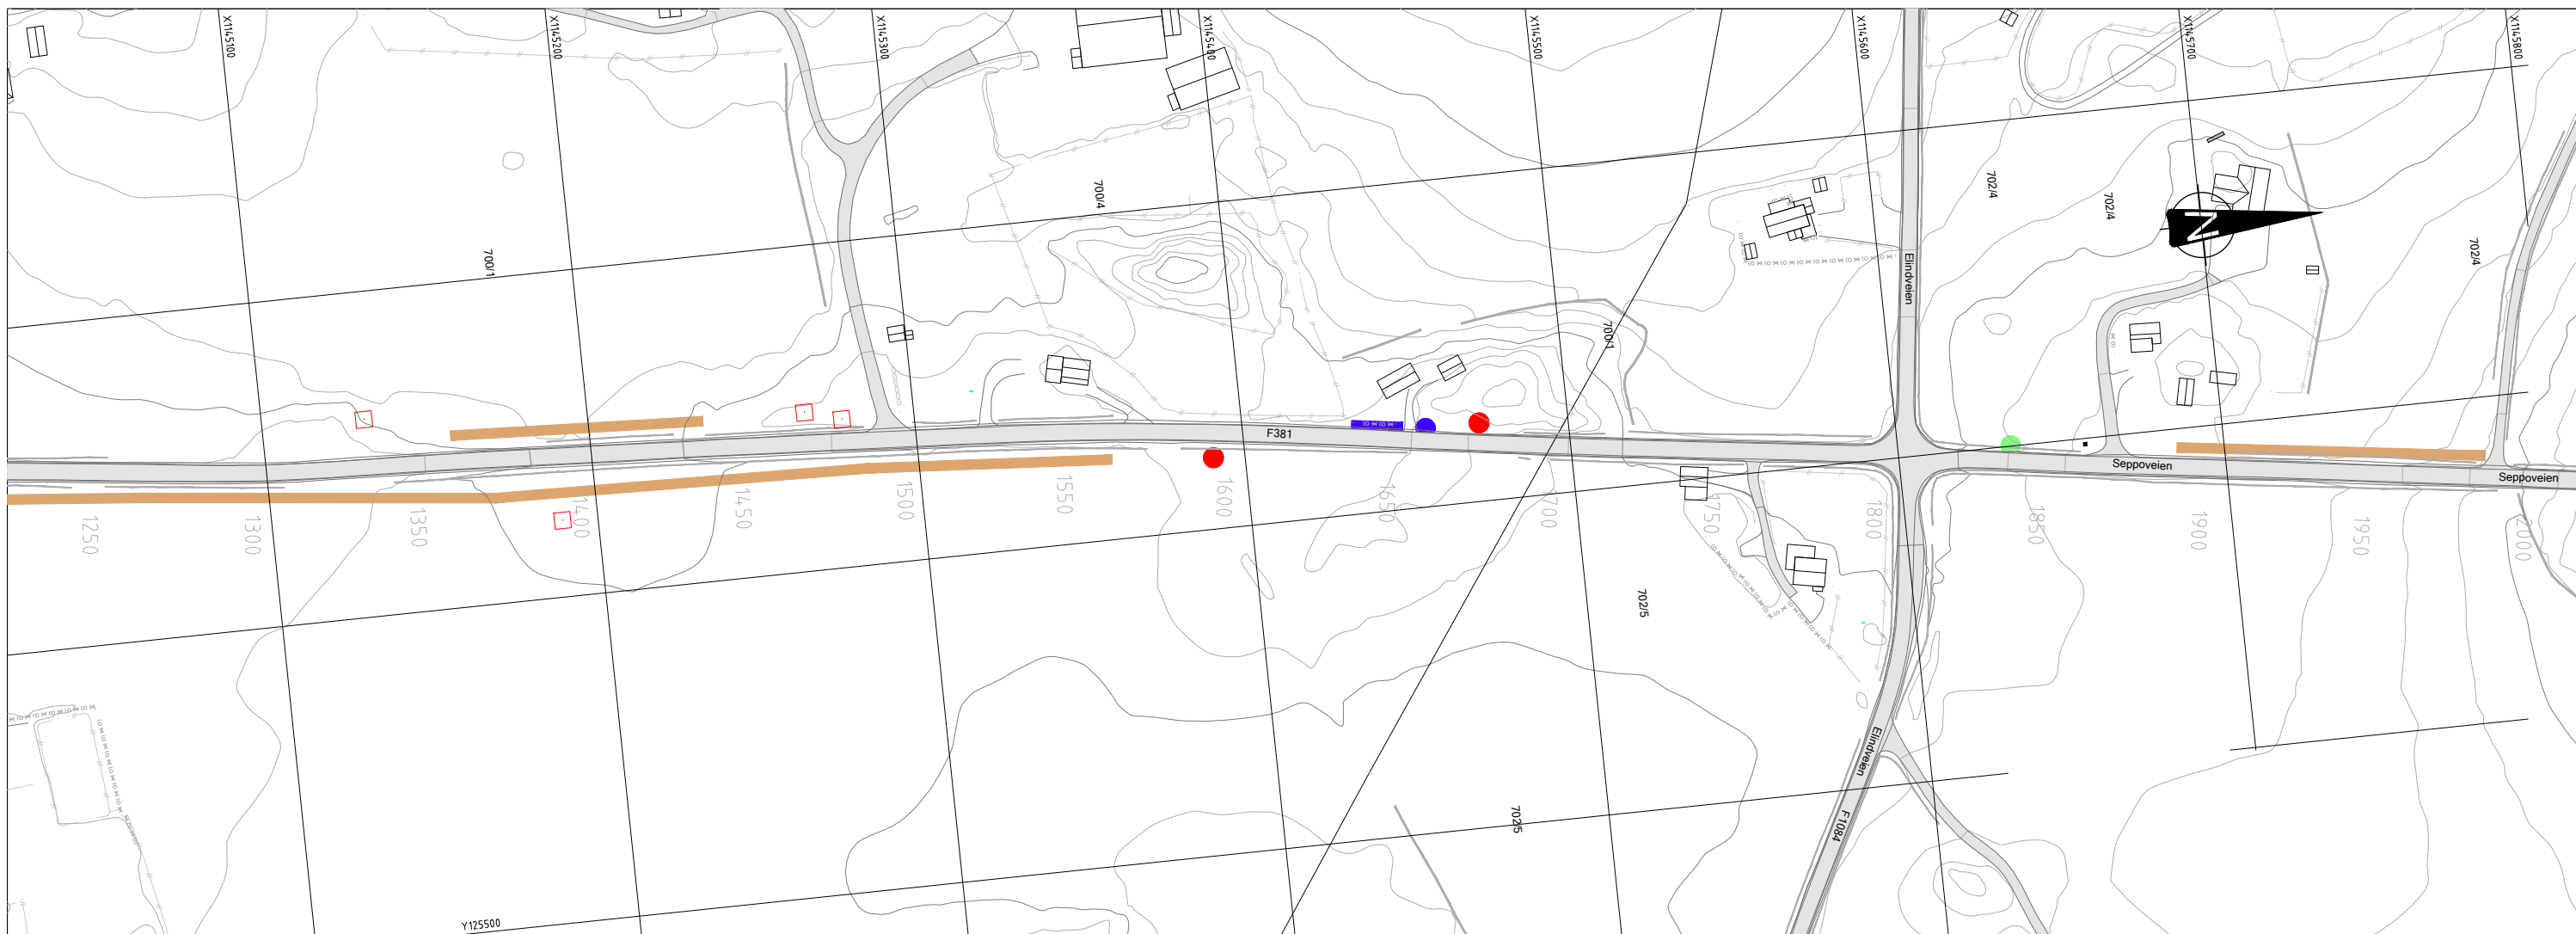 X1145100
X1145200
X1145300
X1145400
X1145500
X1145600
X1145700
X1145800
700/4
702/4
702/4
702/4
700/1
N
Elindveien
700/1
F381
Seppoveien
Seppoveien
1250
1300
1350
1400
1450
1500
1550
1600
1650
1700
1750
1800
1850
1900
1950
2000
702/5
Elindveien
702/5
F1084
Y125500